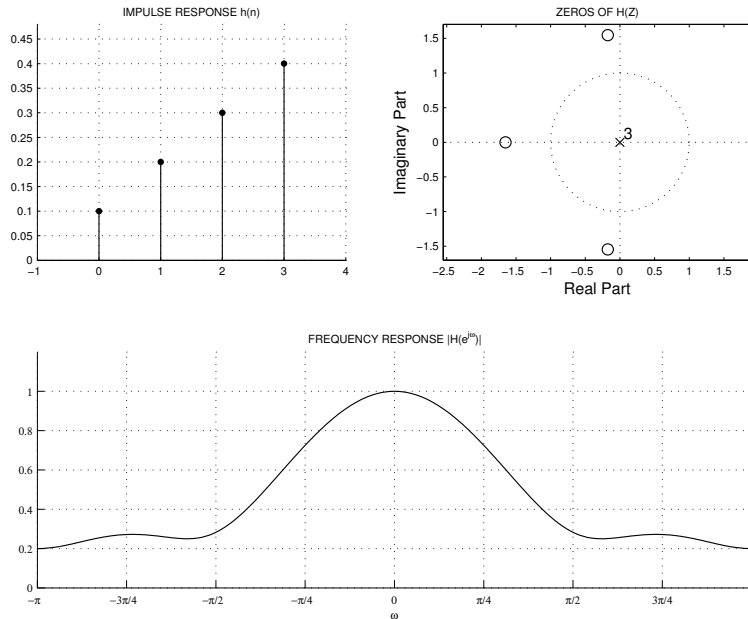 IMPULSE RESPONSE h(n)
0.45
0.4
0.35
0.3
0.25
0.2
0.15
0.1
0.05
0
−1 0 1 2 3 4
ZEROS OF H(Z)
1.5
1
0.5
0
−0.5
−1
−1.5
Imaginary Part
3
−2.5 −2 −1.5 −1 −0.5 0 0.5 1 1.5
Real Part
FREQUENCY RESPONSE |H(e^{jω})|
1
0.8
0.6
0.4
0.2
0
−π −3π/4 −π/2 −π/4 0 π/4 π/2 3π/4
ω